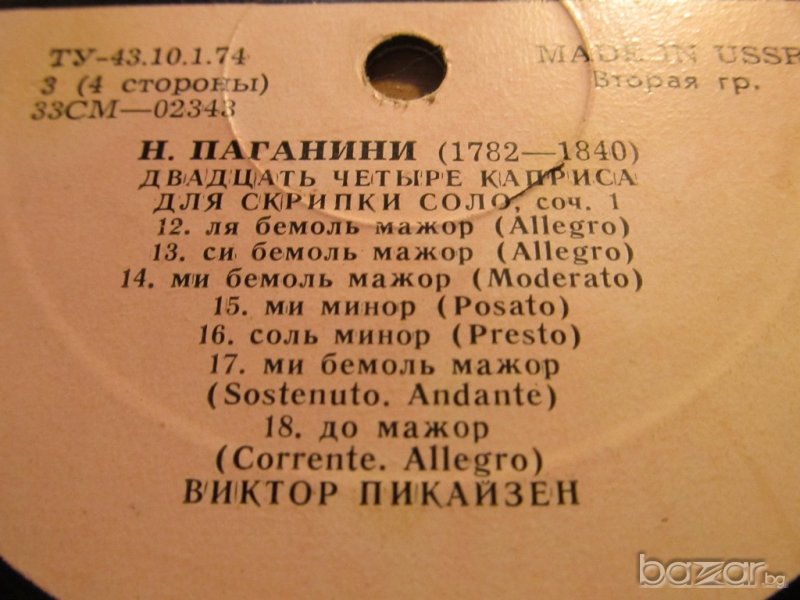 ТУ-43.10.1.74
3 (4 стороны)
33СМ—02343
MADE IN USSR
Вторая гр.
Н. ПАГАНИНИ (1782—1840)
ДВАДЦАТЬ ЧЕТЫРЕ КАПРИСА
ДЛЯ СКРИПКИ СОЛО, соч. 1
12. ля бемоль мажор (Allegro)
13. си бемоль мажор (Allegro)
14. ми бемоль мажор (Moderato)
15. ми минор (Posato)
16. соль минор (Presto)
17. ми бемоль мажор
(Sostenuto. Andante)
18. до мажор
(Corrente. Allegro)
ВИКТОР ПИКАЙЗЕН
bazar.bg